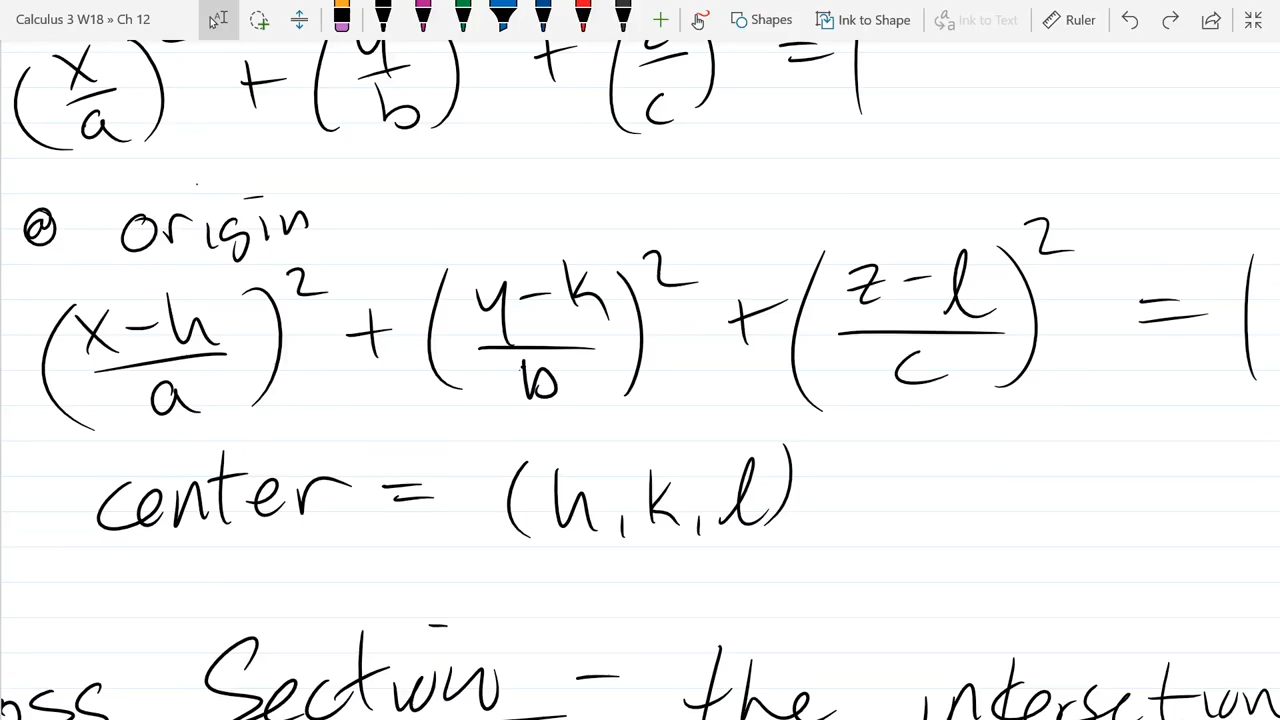 Calculus 3 W18 » Ch 12 Shapes Ink to Shape Ink to Text Ruler
(x/a)² + (y/b)² + (z/c)² = 1
@ origin
((x-h)/a)² + ((y-k)/b)² + ((z-l)/c)² = 1
center = (h, k, l)
Section - the intersection